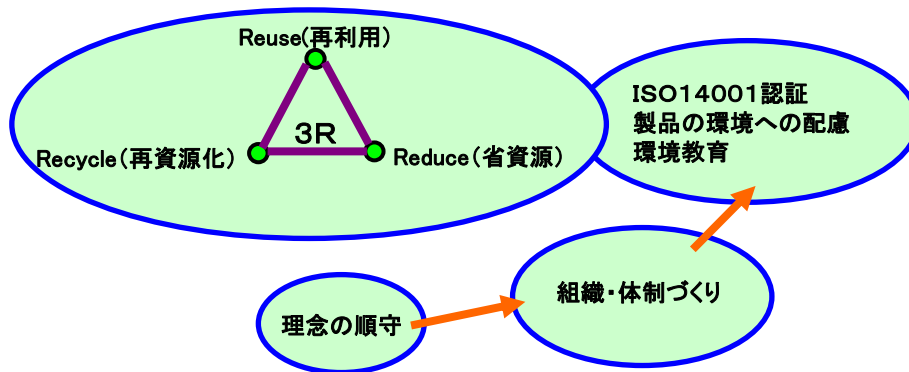 Reuse(再利用)
3R
Recycle(再資源化)
Reduce(省資源)
ISO14001認証
製品の環境への配慮
環境教育
組織・体制づくり
理念の順守